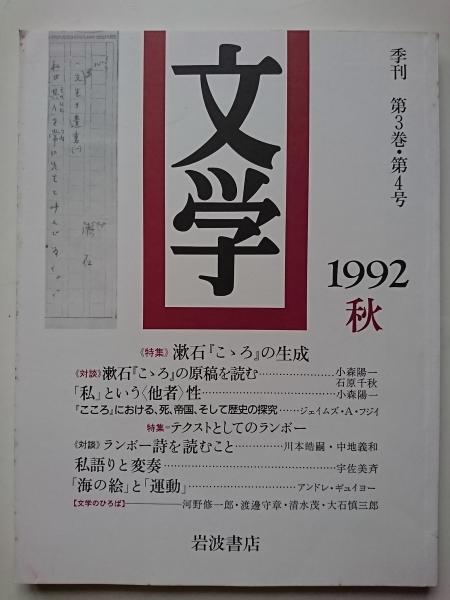 季刊 第3巻・第4号
文学
1992
秋
漱石
《特集》漱石『こゝろ』の生成
《対談》漱石『こゝろ』の原稿を読む…………小森陽一
石原千秋
「私」という〈他者〉性…………小森陽一
『こころ』における、死、帝国、そして歴史の探究……ジェイムズ・A・フジイ
特集=テクストとしてのランボー
《対談》ランボー詩を読むこと…………川本皓嗣・中地義和
私語りと変奏…………宇佐美斉
「海の絵」と「運動」…………アンドレ・ギュイヨー
【文学のひろば】————河野修一郎・渡邊守章・清水茂・大石慎三郎
岩波書店